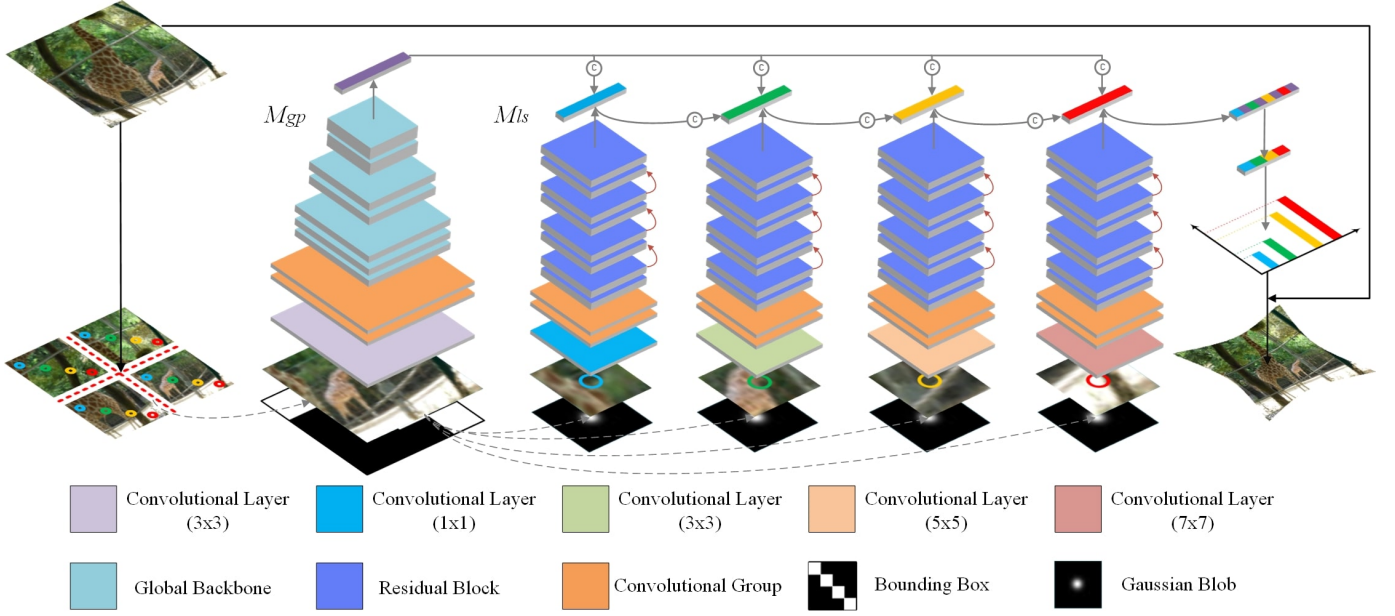 C
C
C
C
Mgp
Mls
C
C
C
Convolutional Layer
(3x3)
Convolutional Layer
(1x1)
Convolutional Layer
(3x3)
Convolutional Layer
(5x5)
Convolutional Layer
(7x7)
Global Backbone
Residual Block
Convolutional Group
Bounding Box
Gaussian Blob